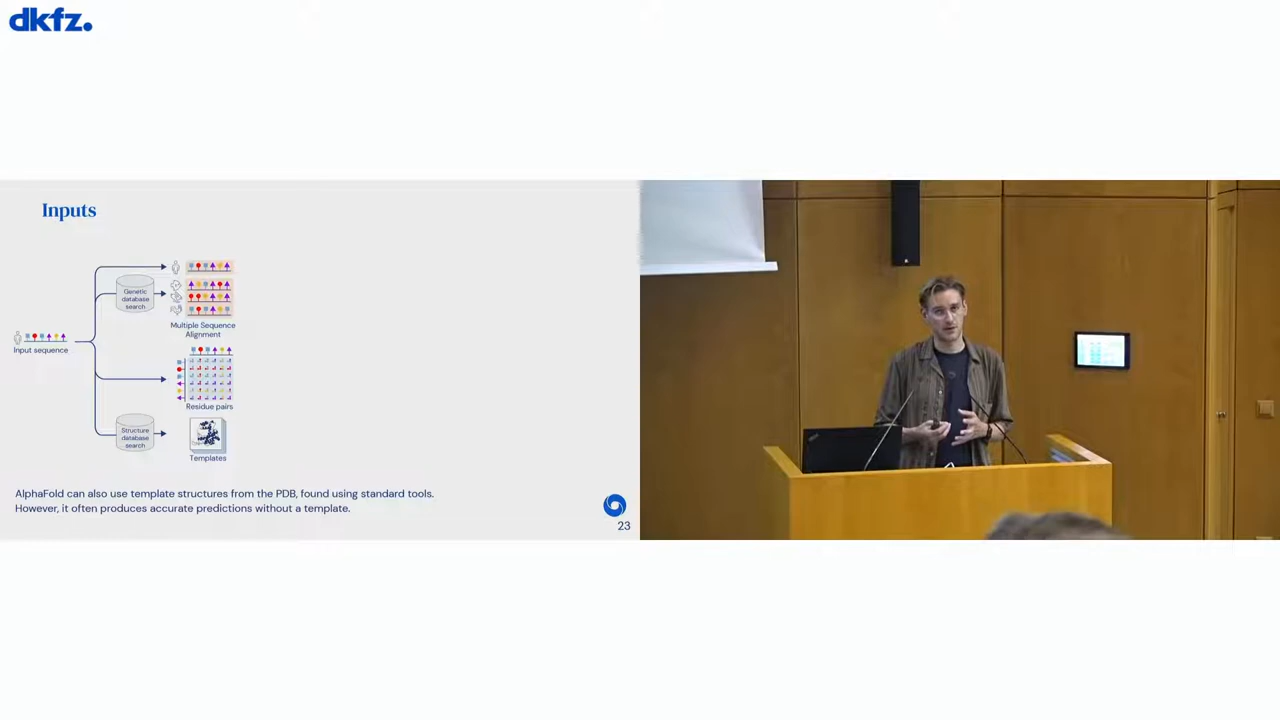 dkfz.
Inputs
Genetic
database
search
Multiple Sequence
Alignment
Input sequence
Residue pairs
Structure
database
search
Templates
AlphaFold can also use template structures from the PDB, found using standard tools.
However, it often produces accurate predictions without a template.
23